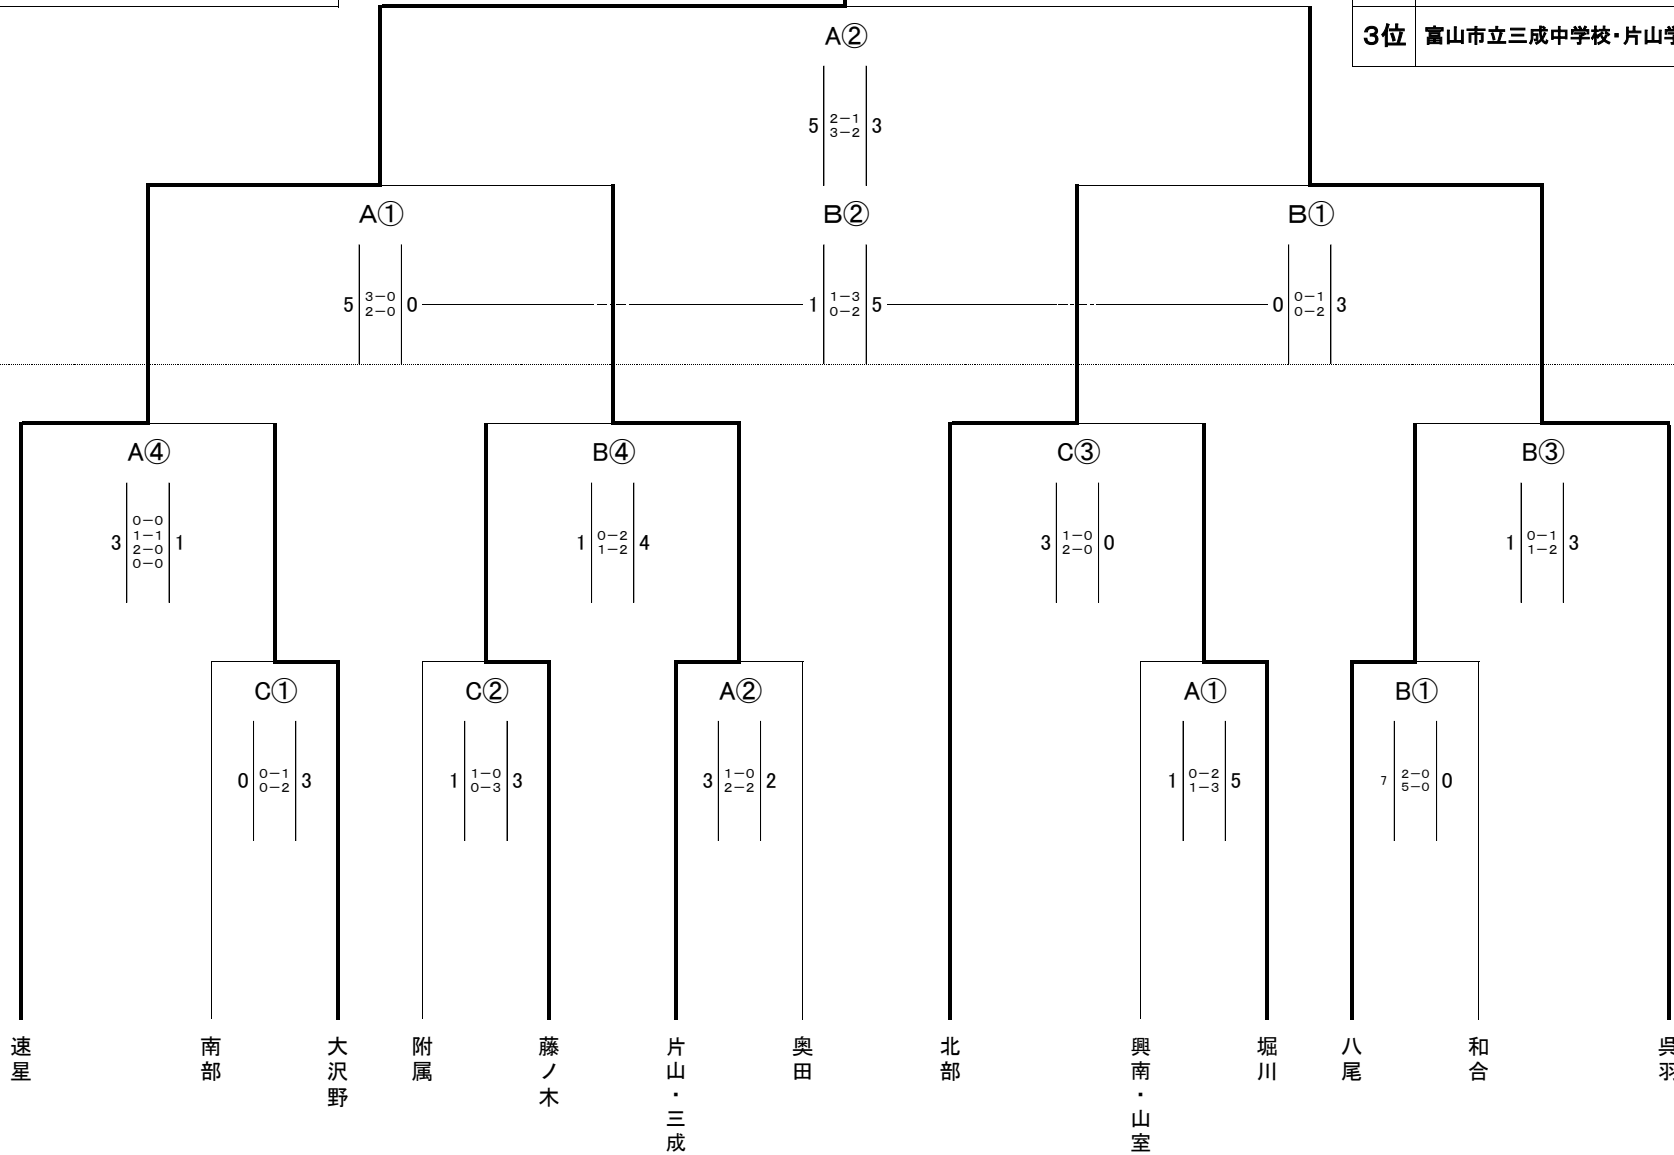 A②
3位 富山市立三成中学校・片山学
5 2－1 3
3－2
A① B② B①
5 3－0 0 1 1－3 5 0 0－1 3
2－0 0－2 0－2
A④ B④ C③ B③
3 0－0 1 1 0－2 4 3 1－0 0 1 0－1 3
1－1 1－2 2－0 1－2
2－0
0－0
C① C② A② A① B①
0 0－1 3 1 1－0 3 3 1－0 2 1 0－2 5 7 2－0 0
0－2 0－3 2－2 1－3 5－0
速星
南部
大沢野
附属
藤ノ木
片山・三成
奥田
北部
興南・山室
堀川
八尾
和合
呉羽